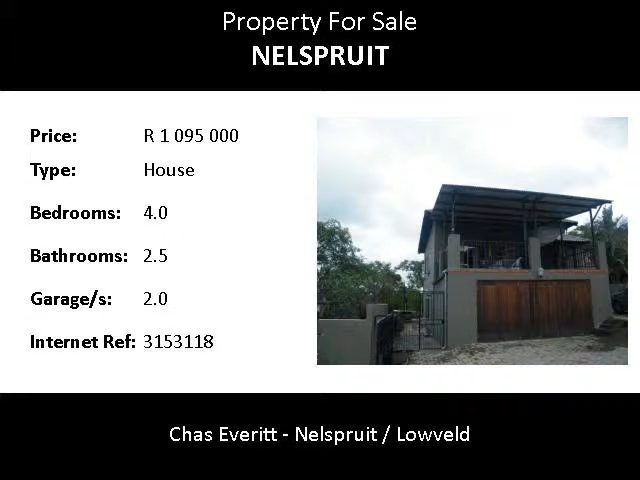 Property For Sale
NELSPRUIT
Price: R 1 095 000
Type: House
Bedrooms: 4.0
Bathrooms: 2.5
Garage/s: 2.0
Internet Ref: 3153118
Chas Everitt - Nelspruit / Lowveld